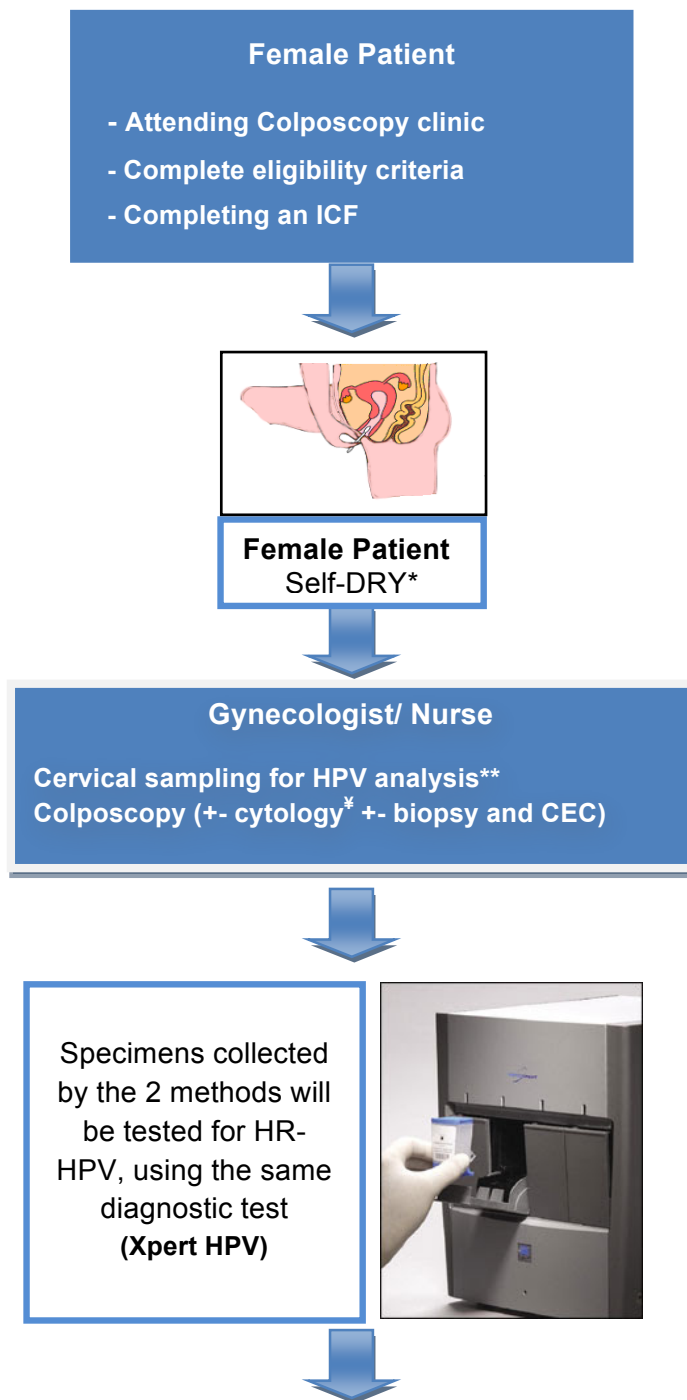 Female Patient
- Attending Colposcopy clinic
- Complete eligibility criteria
- Completing an ICF
Female Patient
Self-DRY*
Gynecologist/ Nurse
Cervical sampling for HPV analysis**
Colposcopy (+- cytology¥ +- biopsy and CEC)
Specimens collected
by the 2 methods will
be tested for HR-
HPV, using the same
diagnostic test
(Xpert HPV)